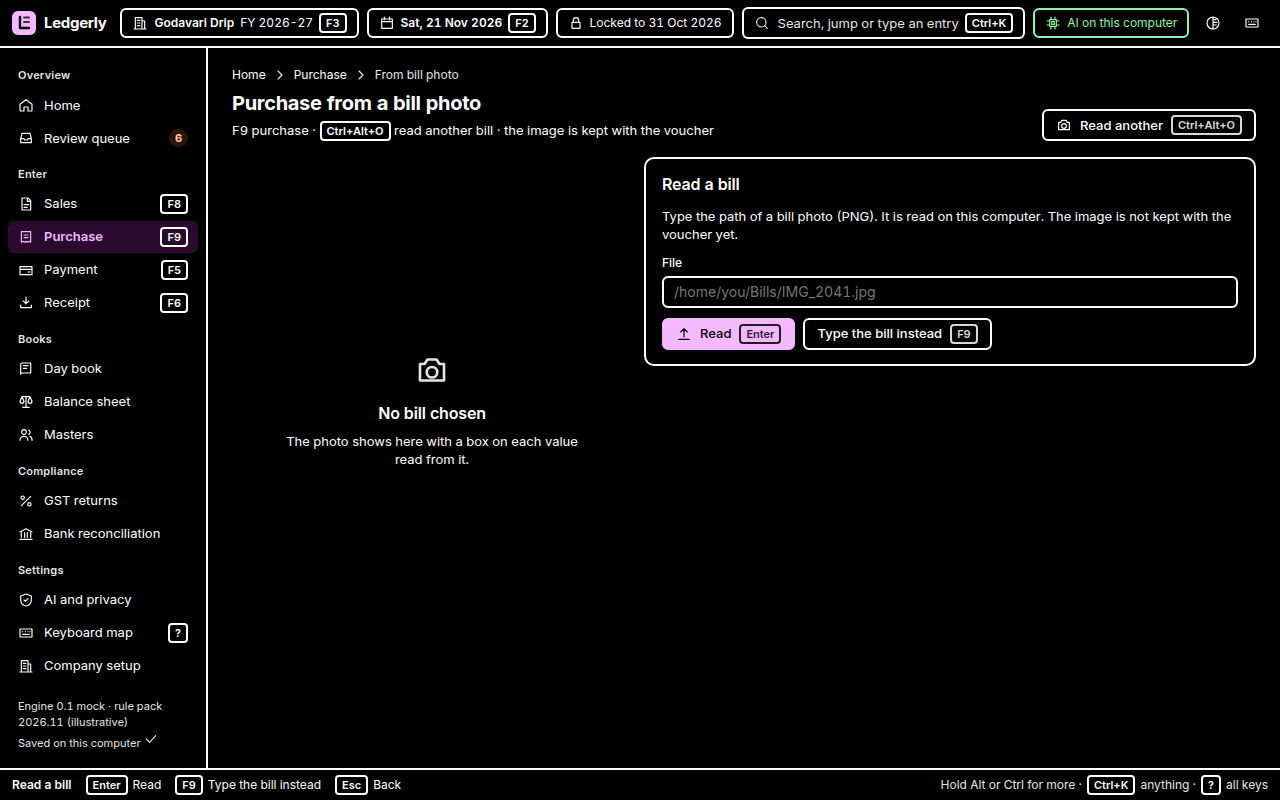 Ledgerly
Godavari Drip FY 2026-27 F3
Sat, 21 Nov 2026 F2
Locked to 31 Oct 2026
Search, jump or type an entry Ctrl+K
AI on this computer
Overview
Home
Review queue 6
Enter
Sales F8
Purchase F9
Payment F5
Receipt F6
Books
Day book
Balance sheet
Masters
Compliance
GST returns
Bank reconciliation
Settings
AI and privacy
Keyboard map ?
Company setup
Engine 0.1 mock · rule pack
2026.11 (illustrative)
Saved on this computer
Home > Purchase > From bill photo
Purchase from a bill photo
F9 purchase · Ctrl+Alt+O read another bill · the image is kept with the voucher
Read another Ctrl+Alt+O
No bill chosen
The photo shows here with a box on each value
read from it.
Read a bill
Type the path of a bill photo (PNG). It is read on this computer. The image is not kept with the
voucher yet.
File
/home/you/Bills/IMG_2041.jpg
Read Enter
Type the bill instead F9
Read a bill Enter Read F9 Type the bill instead Esc Back
Hold Alt or Ctrl for more · Ctrl+K anything · ? all keys